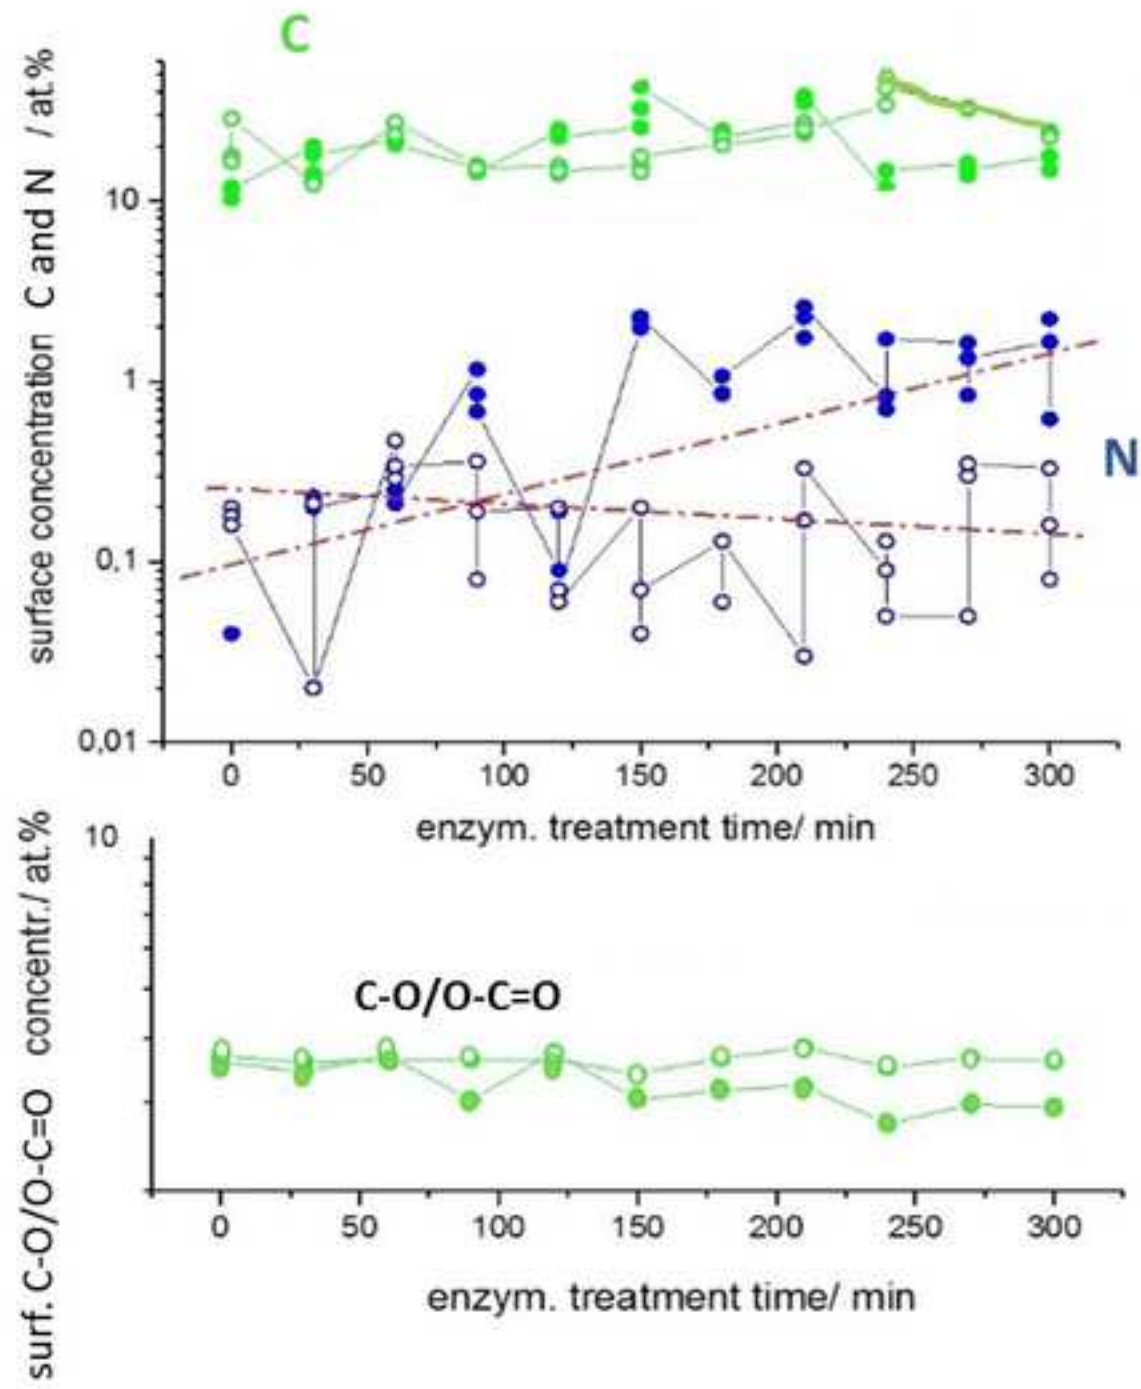 C
surface concentration C and N / at.%
10
1
0,1
0,01
N
0 50 100 150 200 250 300
enzym. treatment time/ min
surf. C-O/O-C=O concentr./ at.%
10
C-O/O-C=O
0 50 100 150 200 250 300
enzym. treatment time/ min